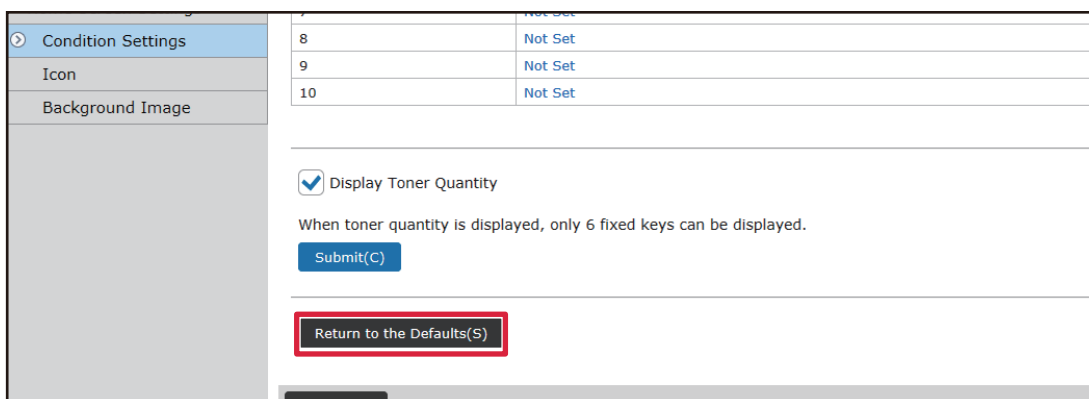 Condition Settings
Icon
Background Image
8 Not Set
9 Not Set
10 Not Set
Display Toner Quantity
When toner quantity is displayed, only 6 fixed keys can be displayed.
Submit(C)
Return to the Defaults(S)